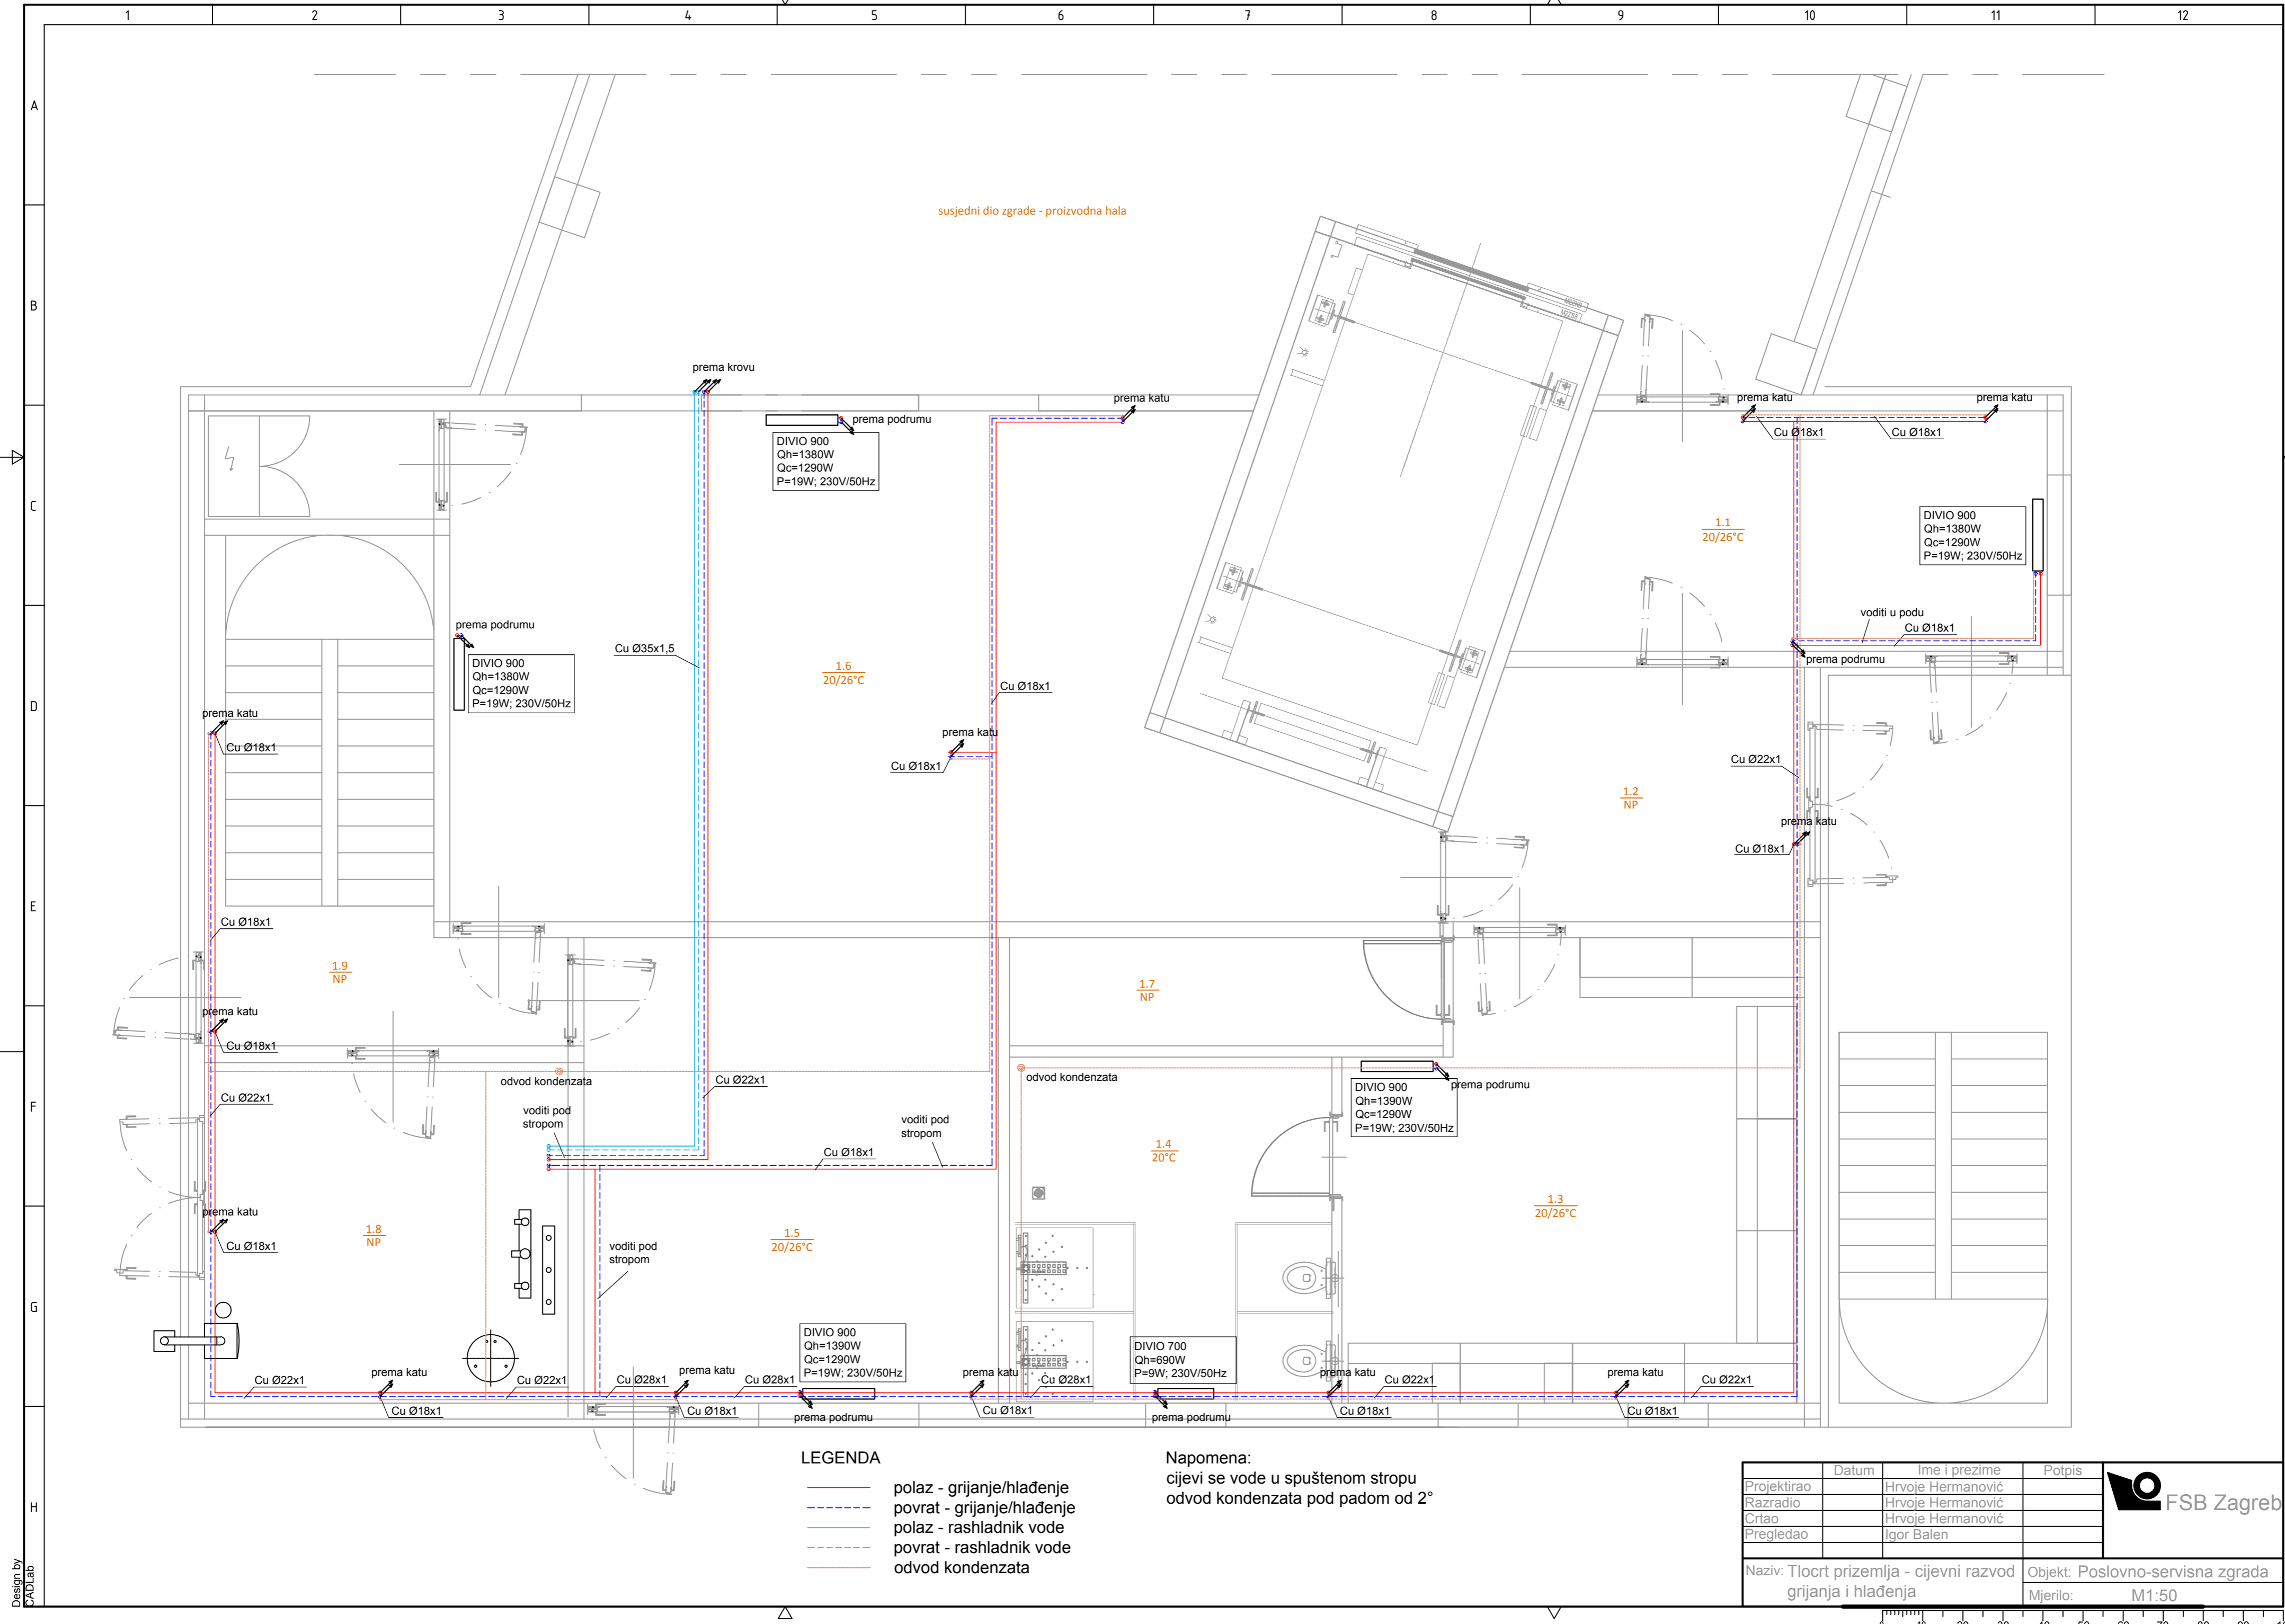 1 2 3 4 5 6 7 8 9 10 11 12
A
B
C
D
E
F
G
H
susjedni dio zgrade - proizvodna hala
prema krovu
prema podrumu
DIVIO 900
Qh=1380W
Qc=1290W
P=19W; 230V/50Hz
prema katu
prema katu
prema katu
Cu Ø18x1
Cu Ø18x1
DIVIO 900
Qh=1380W
Qc=1290W
P=19W; 230V/50Hz
1.1
20/26°C
voditi u podu
Cu Ø18x1
prema podrumu
prema podrumu
DIVIO 900
Qh=1380W
Qc=1290W
P=19W; 230V/50Hz
Cu Ø35x1,5
1.6
20/26°C
Cu Ø18x1
prema katu
Cu Ø18x1
prema katu
Cu Ø18x1
Cu Ø22x1
1.2
NP
prema katu
Cu Ø18x1
Cu Ø18x1
1.9
NP
1.7
NP
prema katu
Cu Ø18x1
odvod kondenzata
Cu Ø22x1
odvod kondenzata
prema podrumu
DIVIO 900
Qh=1390W
Qc=1290W
P=19W; 230V/50Hz
Cu Ø22x1
voditi pod
stropom
voditi pod
stropom
Cu Ø18x1
1.4
20°C
1.3
20/26°C
prema katu
Cu Ø18x1
1.8
NP
1.5
20/26°C
voditi pod
stropom
DIVIO 900
Qh=1390W
Qc=1290W
P=19W; 230V/50Hz
DIVIO 700
Qh=690W
P=9W; 230V/50Hz
Cu Ø22x1
prema katu
Cu Ø18x1
Cu Ø22x1
Cu Ø28x1
prema katu
Cu Ø18x1
Cu Ø28x1
prema podrumu
prema katu
Cu Ø18x1
Cu Ø28x1
prema podrumu
prema katu
Cu Ø18x1
Cu Ø22x1
prema katu
Cu Ø18x1
Cu Ø22x1
LEGENDA
polaz - grijanje/hlađenje
povrat - grijanje/hlađenje
polaz - rashladnik vode
povrat - rashladnik vode
odvod kondenzata
Napomena:
cijevi se vode u spuštenom stropu
odvod kondenzata pod padom od 2°
Datum Ime i prezime Potpis
Projektirao Hrvoje Hermanović
Razradio Hrvoje Hermanović
Crtao Hrvoje Hermanović
Pregledao Igor Balen
FSB Zagreb
Naziv: Tlocrt prizemlja - cijevni razvod
grijanja i hlađenja
Objekt: Poslovno-servisna zgrada
Mjerilo: M1:50
Design by
CADLab